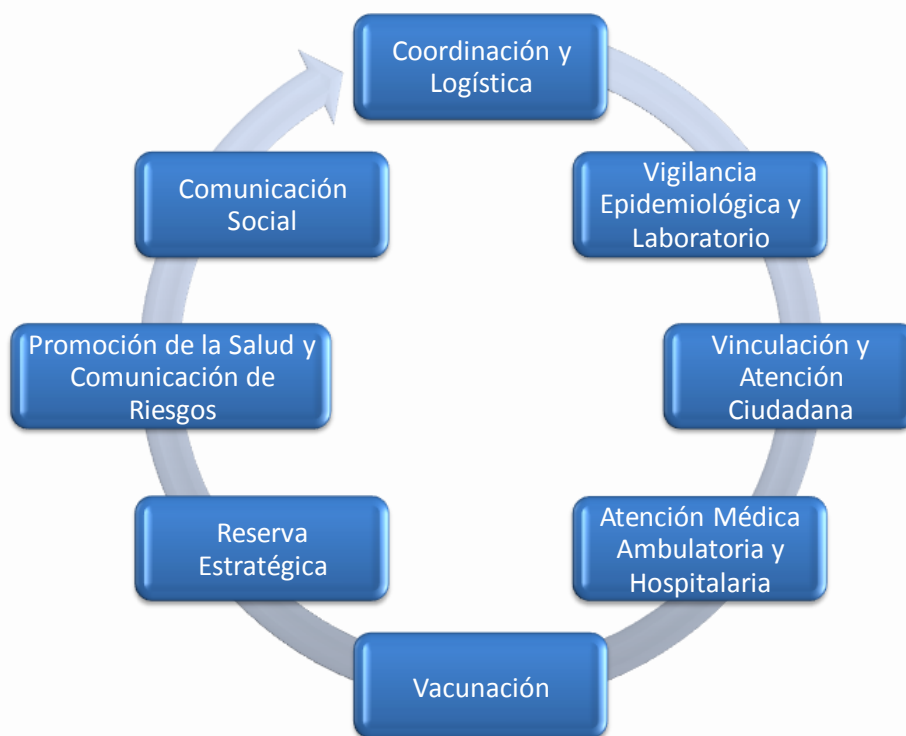 Coordinación y
Logística
Vigilancia
Epidemiológica y
Laboratorio
Vinculación y
Atención
Ciudadana
Atención Médica
Ambulatoria y
Hospitalaria
Vacunación
Reserva
Estratégica
Promoción de la Salud y
Comunicación de
Riesgos
Comunicación
Social